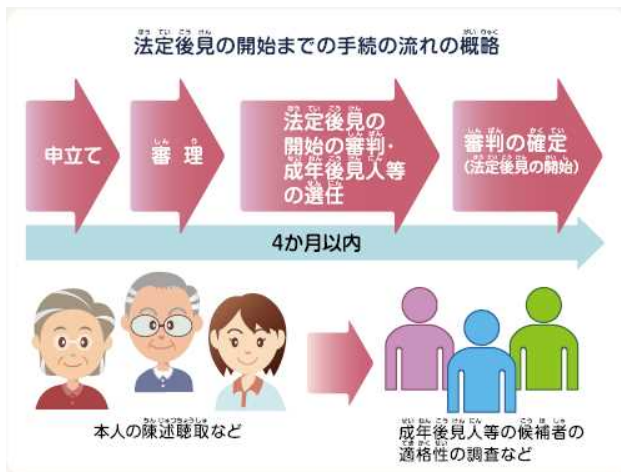 法定後見の開始までの手続の流れの概略
申立て
審理
法定後見の
開始の審判・
成年後見人等
の選任
審判の確定
(法定後見の開始)
4か月以内
本人の陳述聴取など
成年後見人等の候補者の
適格性の調査など